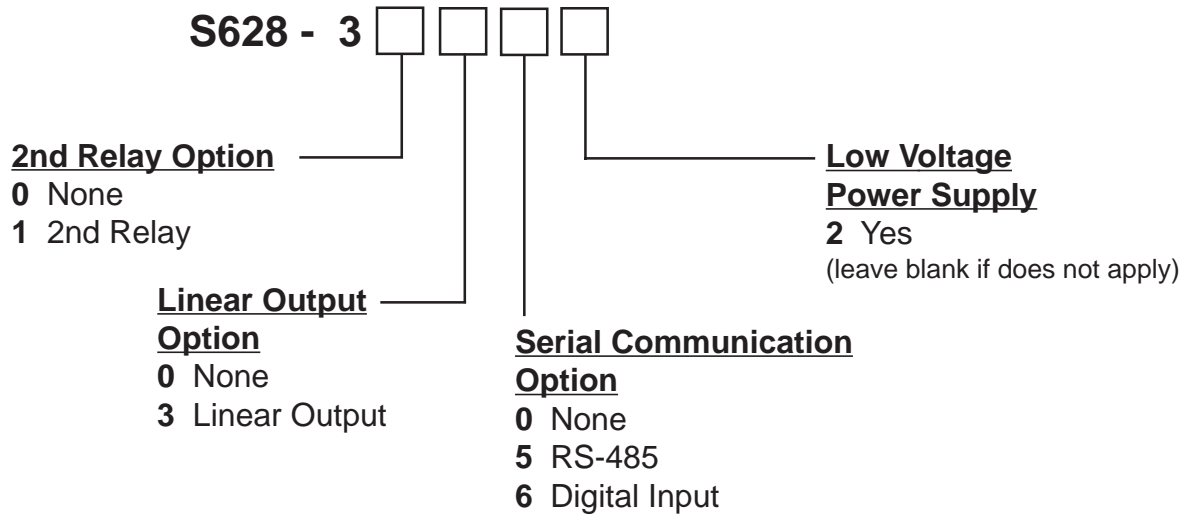 S628 - 3
2nd Relay Option
0 None
1 2nd Relay
Linear Output
Option
0 None
3 Linear Output
Serial Communication
Option
0 None
5 RS-485
6 Digital Input
Low Voltage
Power Supply
2 Yes
(leave blank if does not apply)